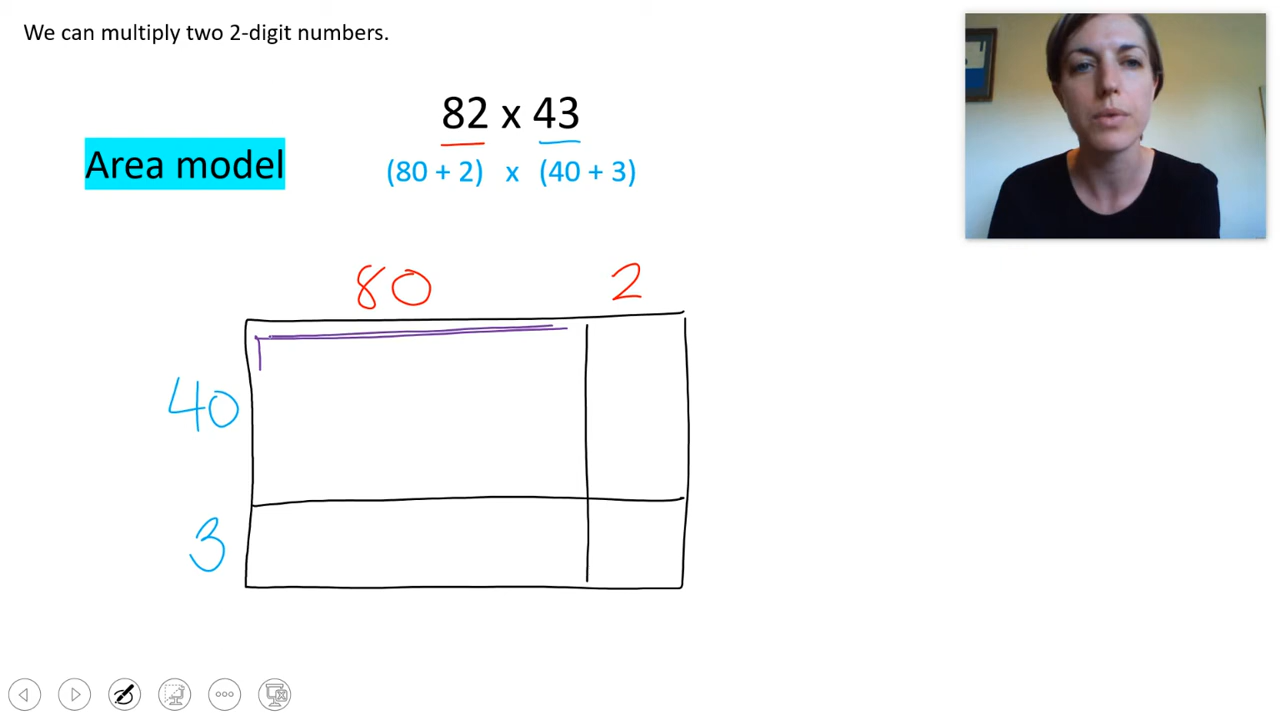 We can multiply two 2-digit numbers.
82 x 43
Area model
(80 + 2) x (40 + 3)
80 2
40
3